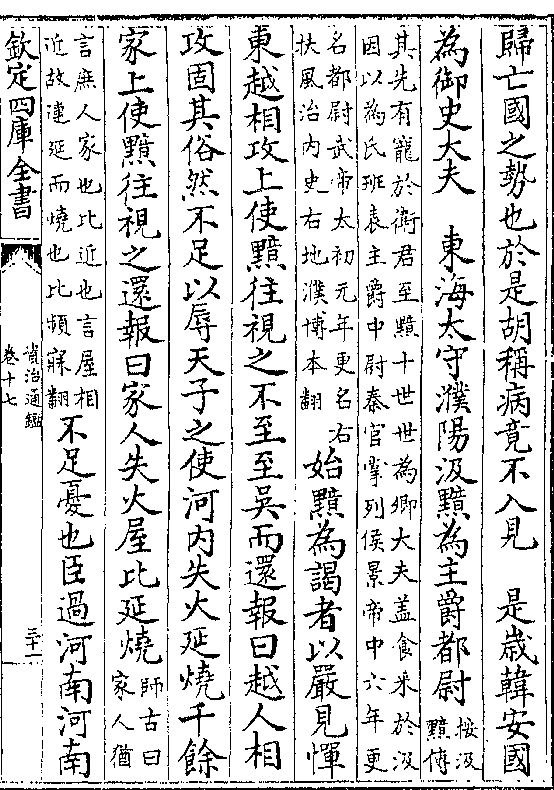 歸亡國之勢也於是胡稱病竟不入見　是歳韓安國
為御史大夫　東海太守濮陽汲黯為主爵都尉
按汲
黯傳
其先有寵於衛君至黯十世世為卿大夫盖食采於汲
因以為氏班表主爵中尉秦官掌列侯景帝中六年更
名都尉武帝太初元年更名右
扶風治内史右地濮博木翻
始黯為謁者以嚴見憚
東越相攻上使黯往視之不至至吳而還報曰越人相
攻固其俗然不足以辱天子之使河内失火延燒千餘
家上使黯往視之還報曰家人失火屋比延燒
師古曰
家人猶
言庶人家也比近也言屋相
近故連延而燒也比頻寐翻
不足憂也臣過河南河南
欽定四庫全書
資治通鑑
卷十七
三十一